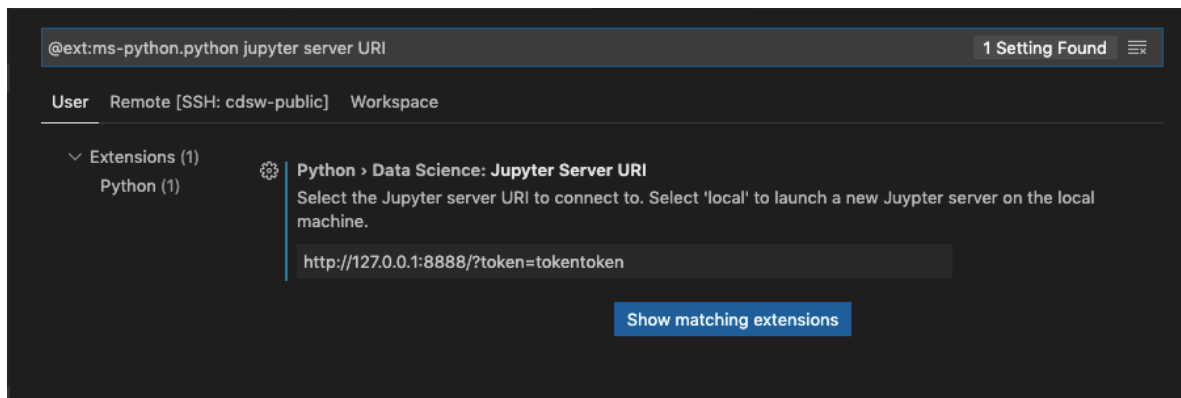 @ext:ms-python.python jupyter server URI
1 Setting Found
User Remote [SSH: cdsw-public] Workspace
Extensions (1)
Python (1)
Python › Data Science: Jupyter Server URI
Select the Jupyter server URI to connect to. Select 'local' to launch a new Juypter server on the local
machine.
http://127.0.0.1:8888/?token=tokentoken
Show matching extensions